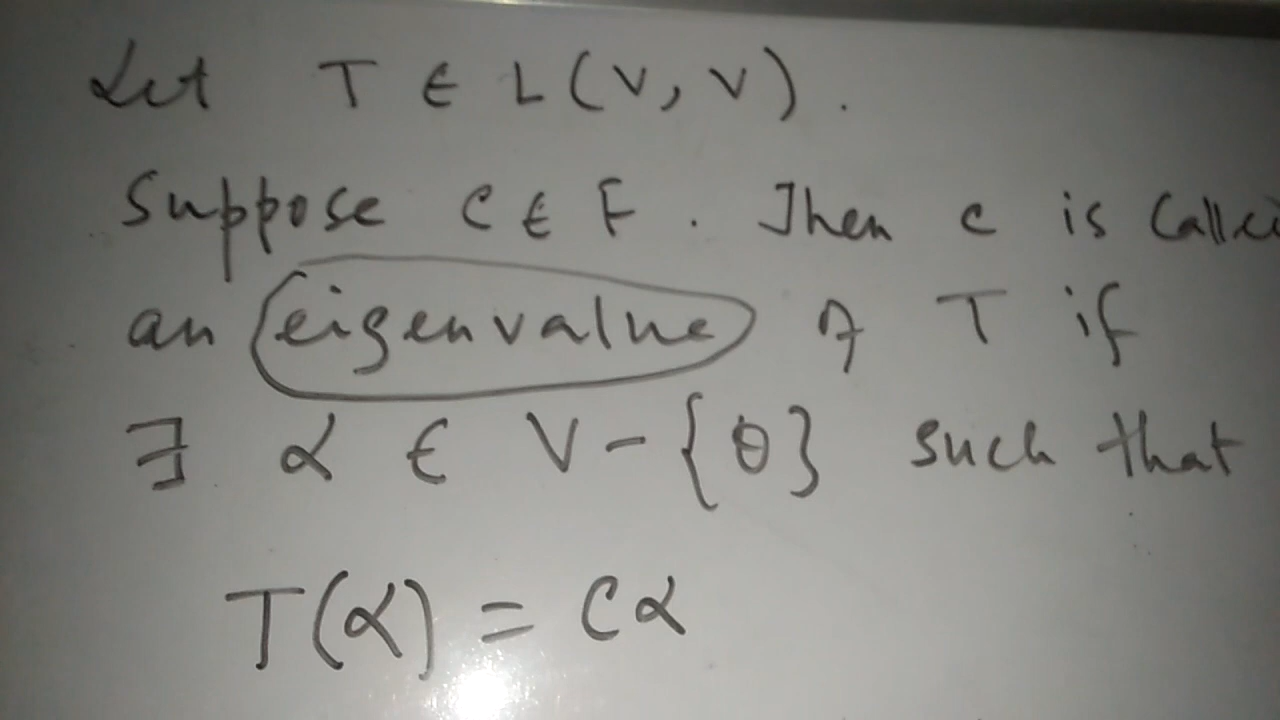 Let T ∈ L(V, V).
Suppose c ∈ F. Then c is
an eigenvalue of T if
∃ α ∈ V - {θ} such that
T(α) = cα